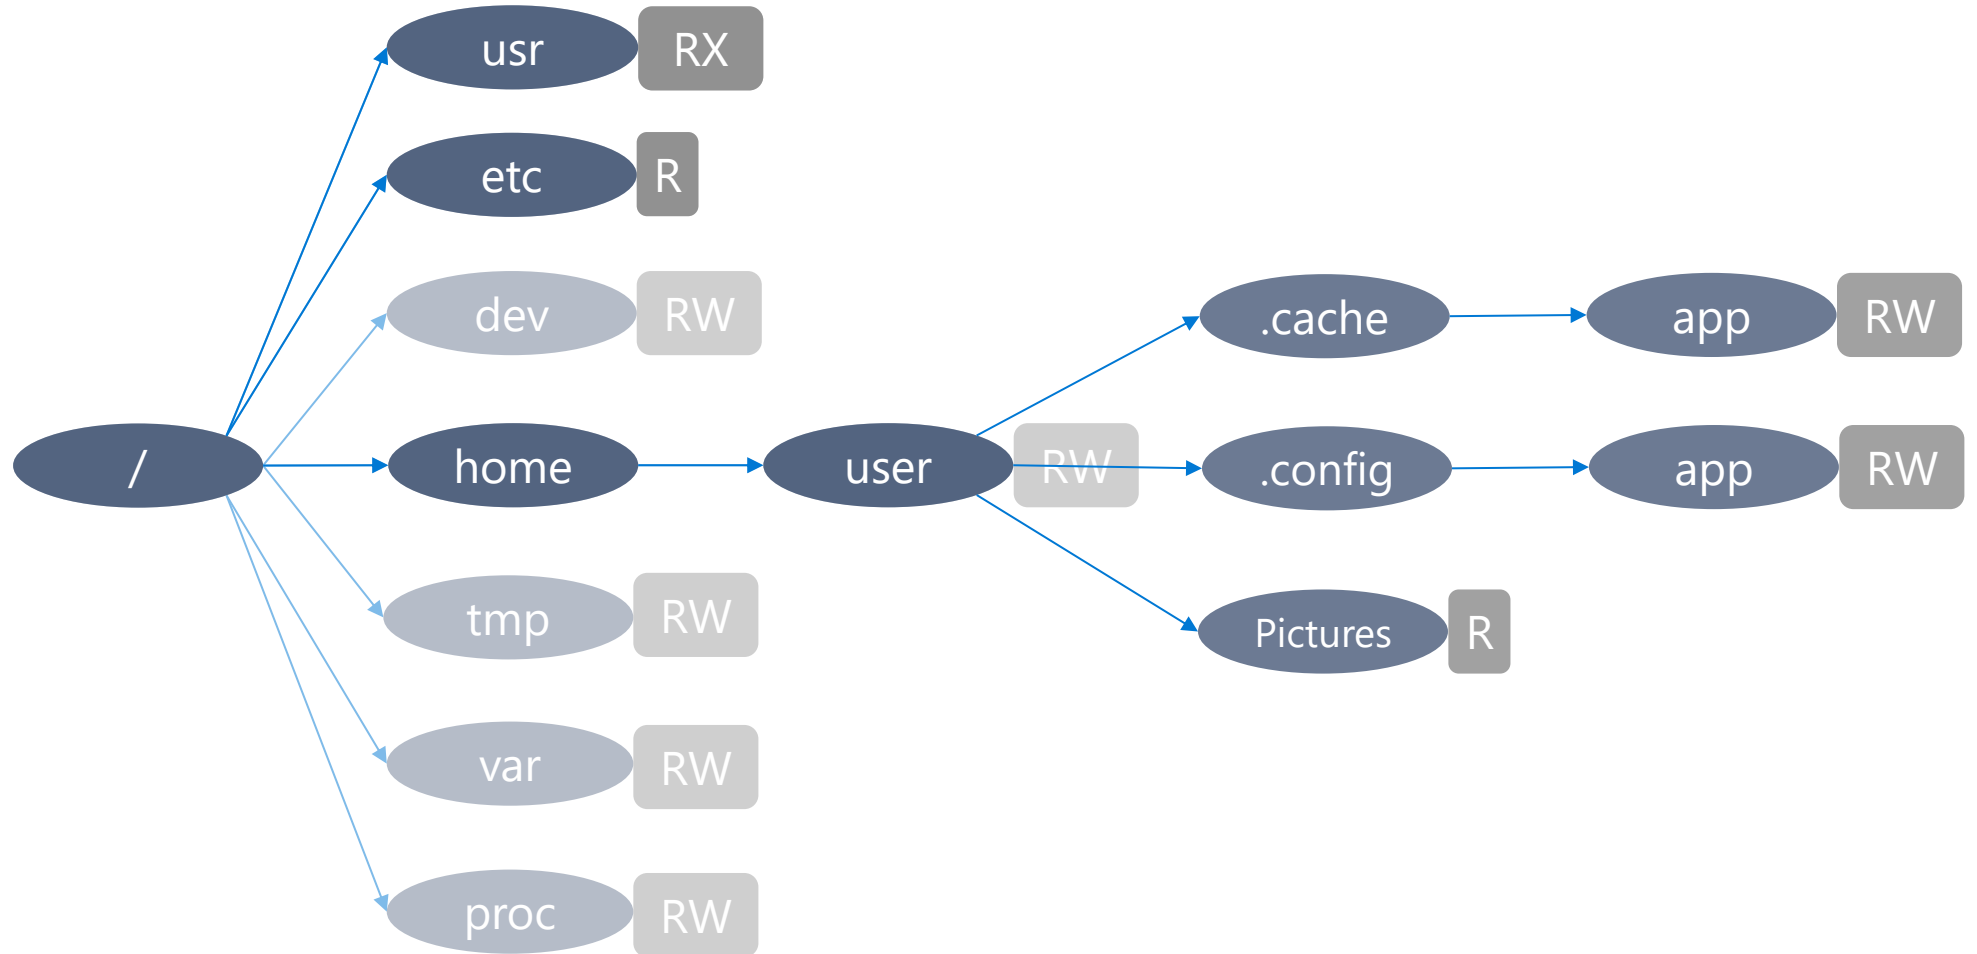 usr RX
etc R
dev RW
.cache app RW
/ home user RW .config app RW
tmp RW
Pictures R
var RW
proc RW